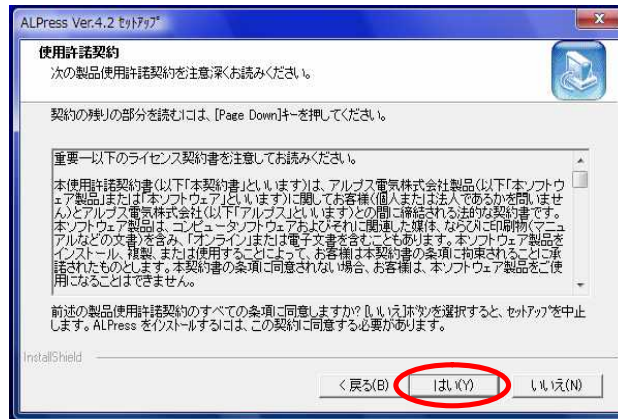 ALPress Ver.4.2 ｾｯﾄｱｯﾌﾟ
使用許諾契約
次の製品使用許諾契約を注意深くお読みください。
契約の残りの部分を読むには、[Page Down]キーを押してください。
重要－以下のライセンス契約書を注意してお読みください。
本使用許諾契約書(以下「本契約書」といいます)は、アルプス電気株式会社製品(以下「本ソフトウ
ェア製品」または「本ソフトウェア」といいます)に関してお客様(個人または法人であるかを問いませ
ん)とアルプス電気株式会社(以下「アルプス」といいます)との間に締結される法的な契約書です。
本ソフトウェア製品は、コンピュータソフトウェアおよびそれに関連した媒体、ならびに印刷物(マニュ
アルなどの文書)を含み、「オンライン」または電子文書を含むこともあります。本ソフトウェア製品を
インストール、複製、または使用することによって、お客様は本契約書の条項に拘束されることに承
諾されたものとします。本契約書の条項に同意されない場合、お客様は、本ソフトウェア製品をご使
用になることはできません。
前述の製品使用許諾契約のすべての条項に同意しますか? [いいえ]ﾎﾞﾀﾝを選択すると、ｾｯﾄｱｯﾌﾟを中止
します。ALPress をｲﾝｽﾄｰﾙするには、この契約に同意する必要があります。
InstallShield
< 戻る(B)
はい(Y)
いいえ(N)